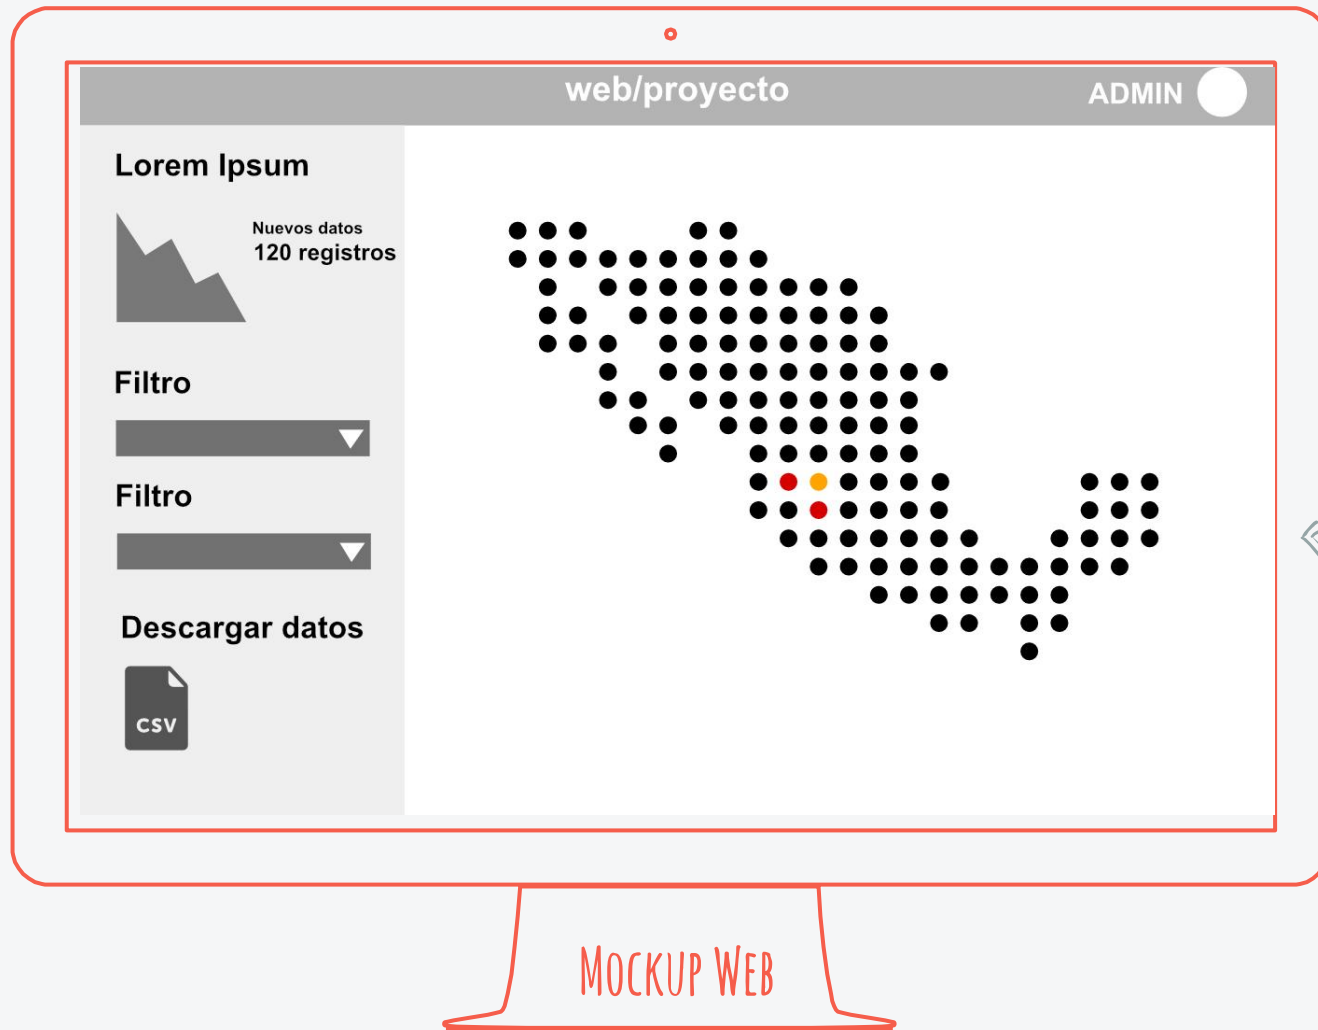 web/proyecto
ADMIN
Lorem Ipsum
Nuevos datos
120 registros
Filtro
Filtro
Descargar datos
CSV
MOCKUP WEB